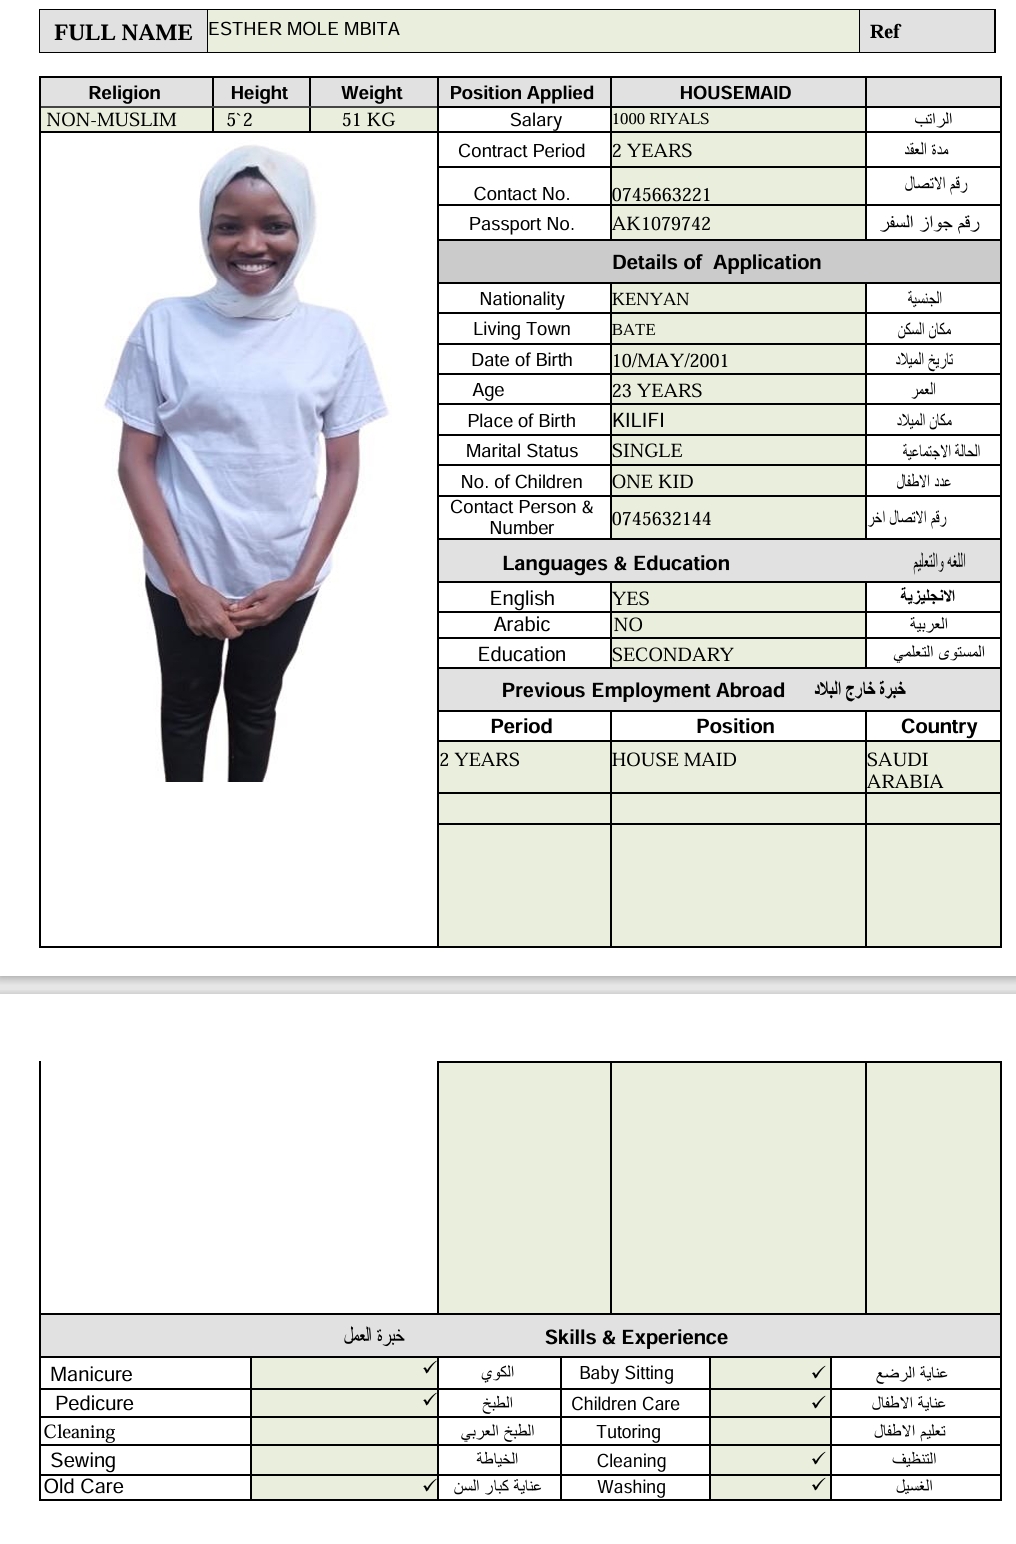 FULL NAME ESTHER MOLE MBITA Ref
Religion Height Weight Position Applied HOUSEMAID
NON-MUSLIM 5`2 51 KG Salary 1000 RIYALS الراتب
Contract Period 2 YEARS مدة العقد
Contact No. 0745663221 رقم الاتصال
Passport No. AK1079742 رقم جواز السفر
Details of Application
Nationality KENYAN الجنسية
Living Town BATE مكان السكن
Date of Birth 10/MAY/2001 تاريخ الميلاد
Age 23 YEARS العمر
Place of Birth KILIFI مكان الميلاد
Marital Status SINGLE الحالة الاجتماعية
No. of Children ONE KID عدد الاطفال
Contact Person &
Number 0745632144 رقم الاتصال اخر
Languages & Education اللغه والتعليم
English YES الانجليزية
Arabic NO العربية
Education SECONDARY المستوى التعلمي
Previous Employment Abroad خبرة خارج البلاد
Period Position Country
2 YEARS HOUSE MAID SAUDI
ARABIA
خبرة العمل Skills & Experience
Manicure ✓ الكوي Baby Sitting ✓ عناية الرضع
Pedicure ✓ الطبخ Children Care ✓ عناية الاطفال
Cleaning الطبخ العربي Tutoring تعليم الاطفال
Sewing الخياطة Cleaning ✓ التنظيف
Old Care ✓ عناية كبار السن Washing ✓ الغسيل